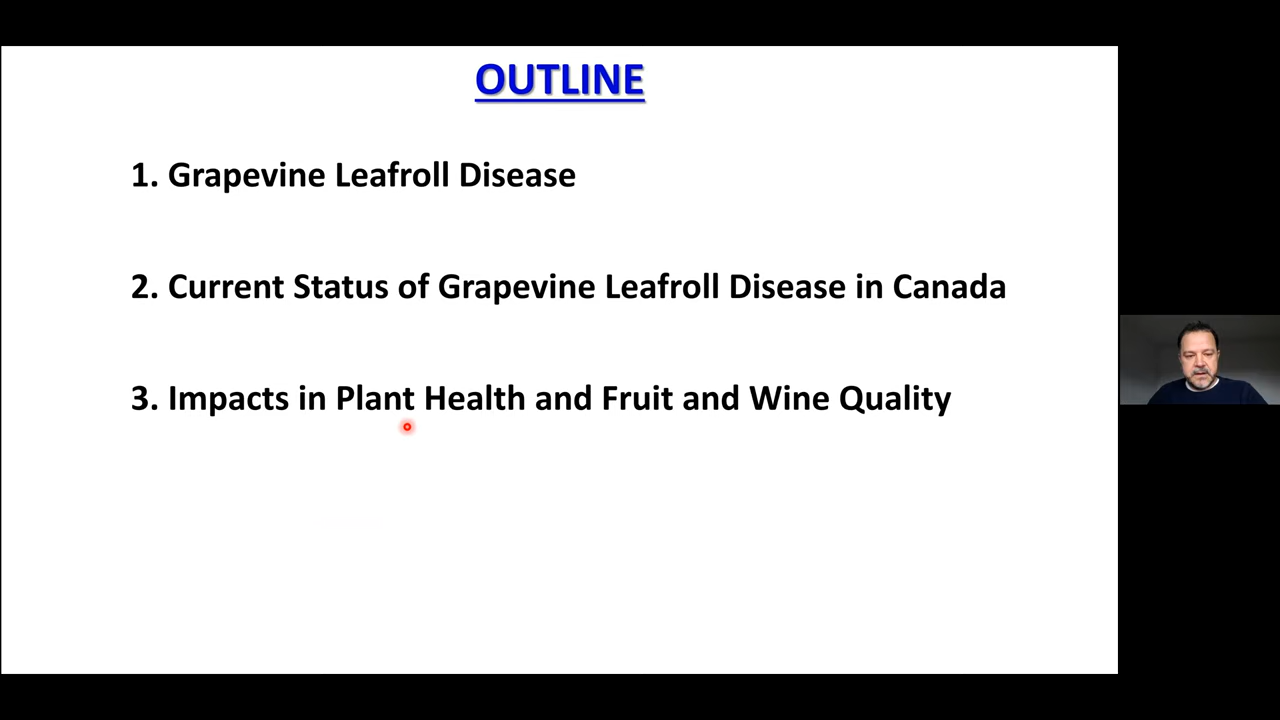 OUTLINE
1. Grapevine Leafroll Disease
2. Current Status of Grapevine Leafroll Disease in Canada
3. Impacts in Plant Health and Fruit and Wine Quality